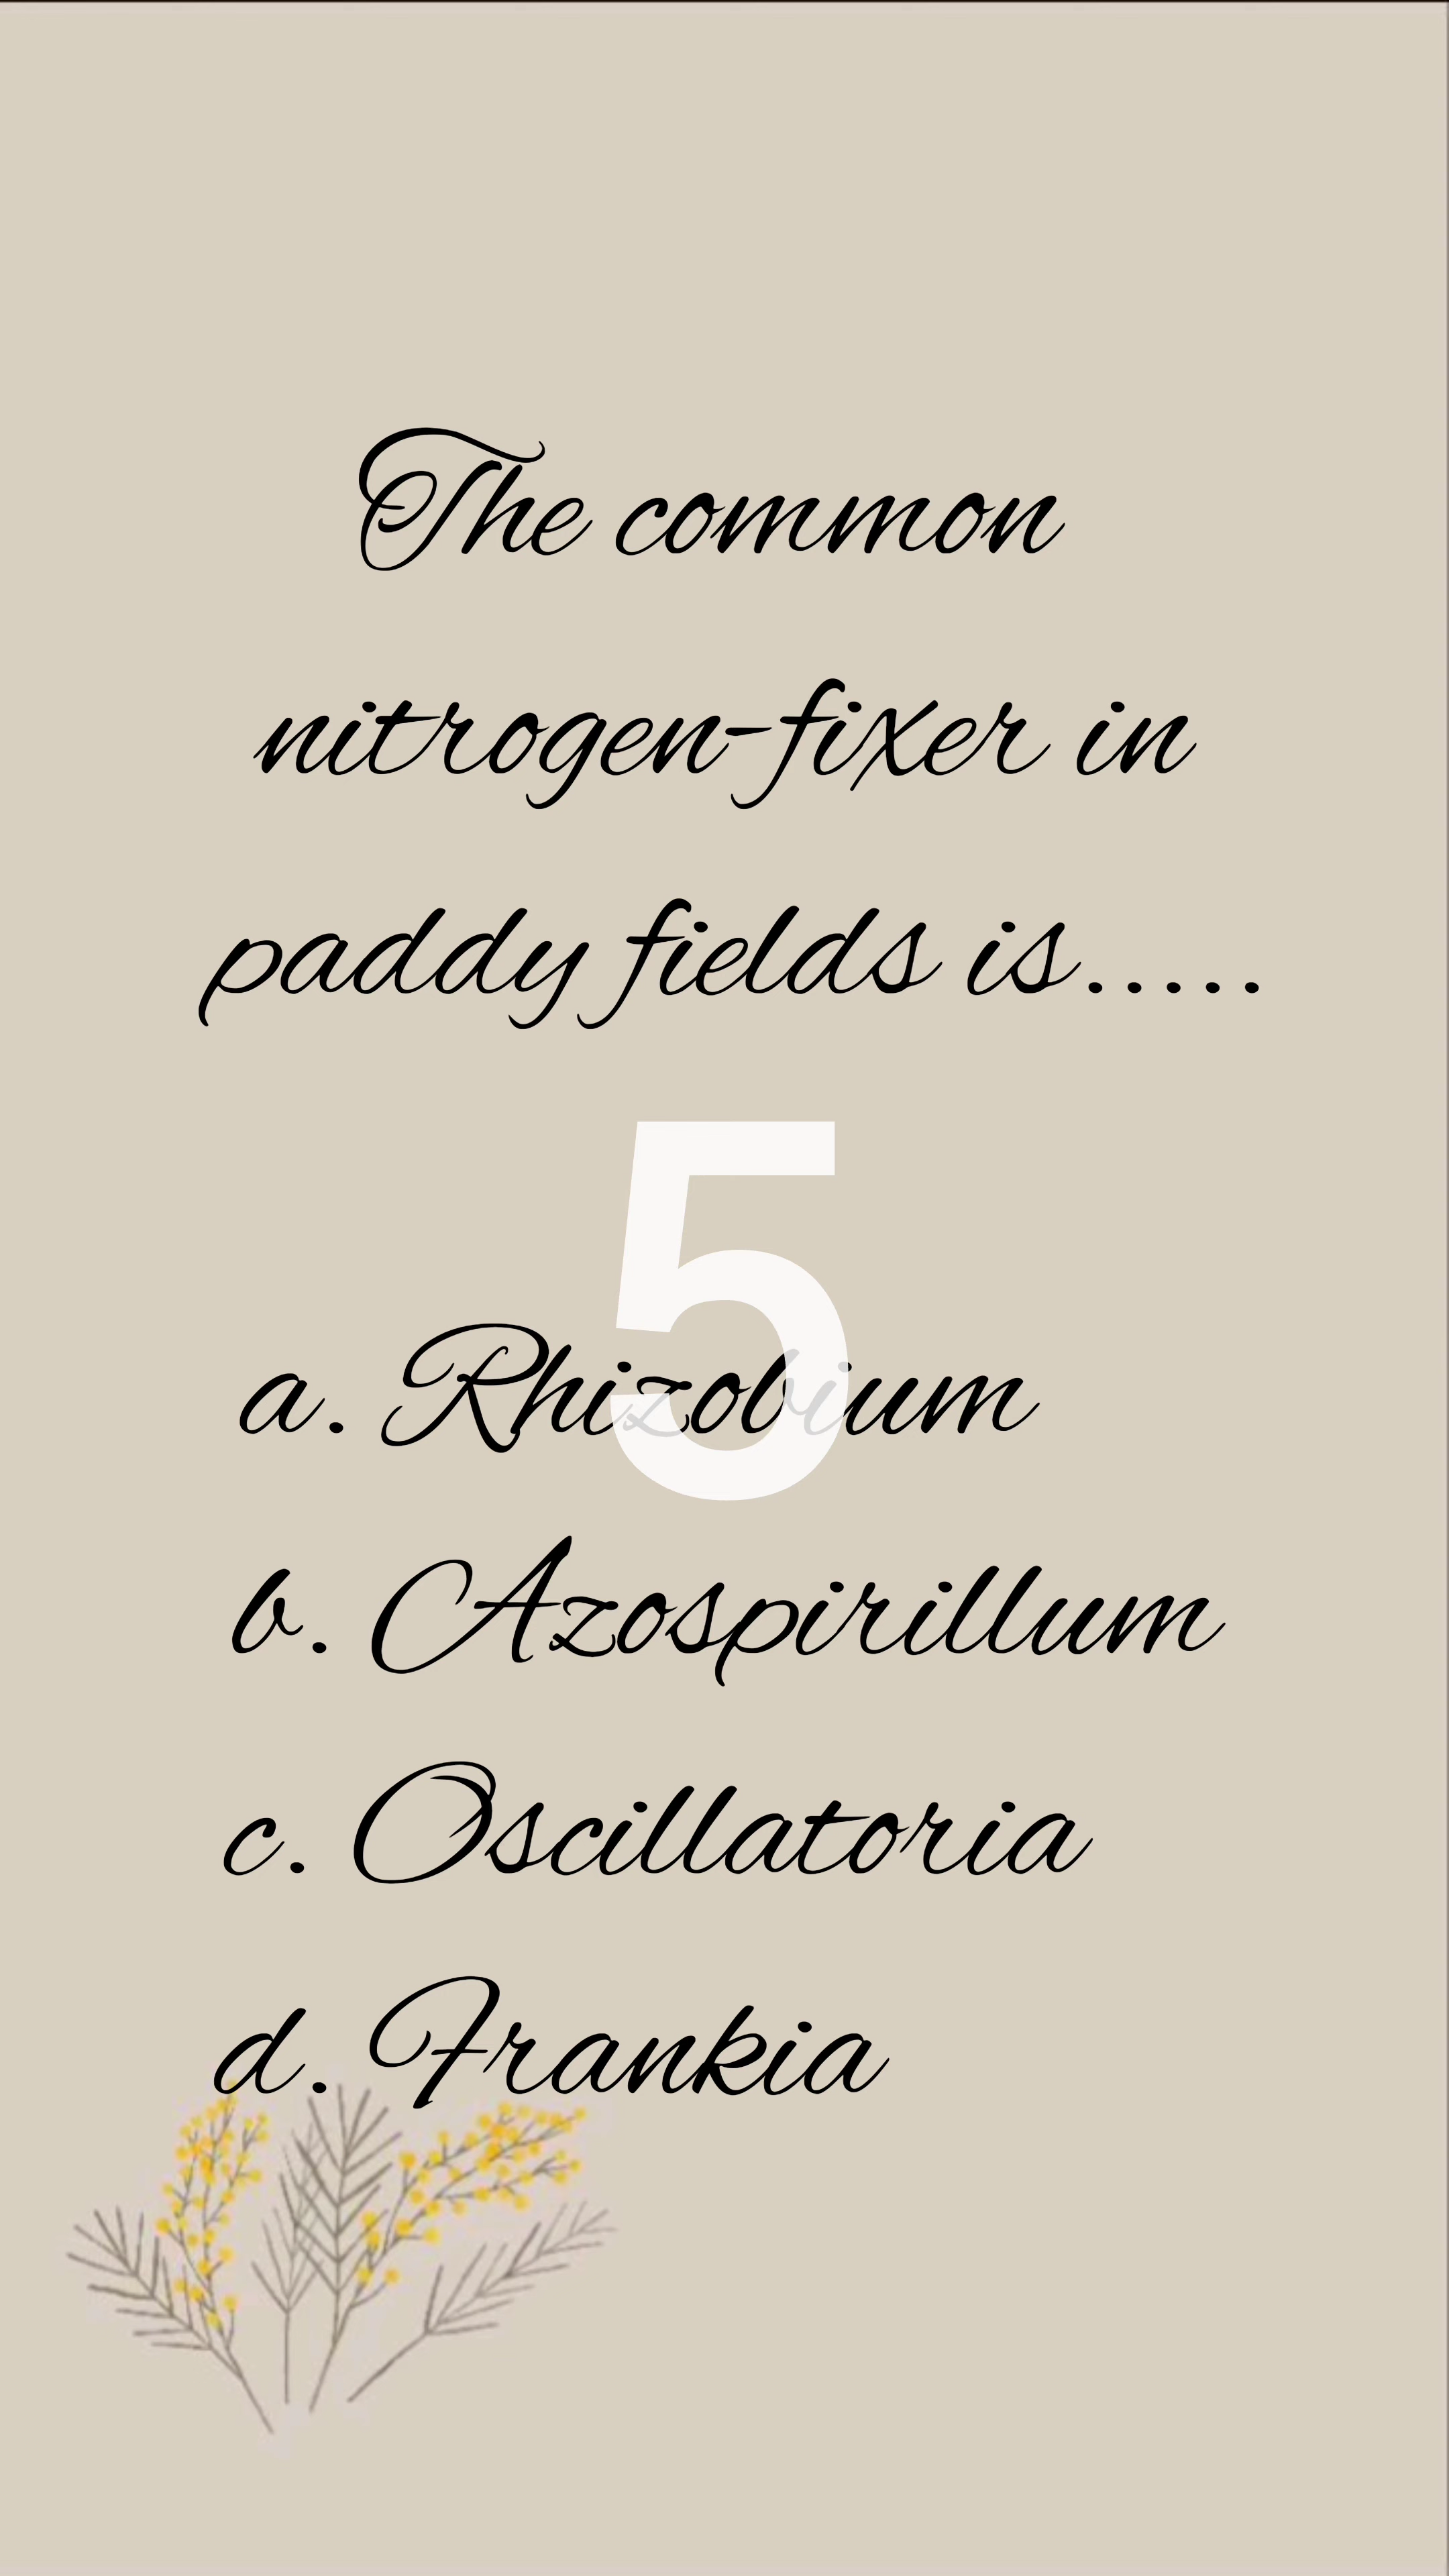 The common
nitrogen-fixer in
paddy fields is.....
5
a. Rhizobium
b. Azospirillum
c. Oscillatoria
d. Frankia